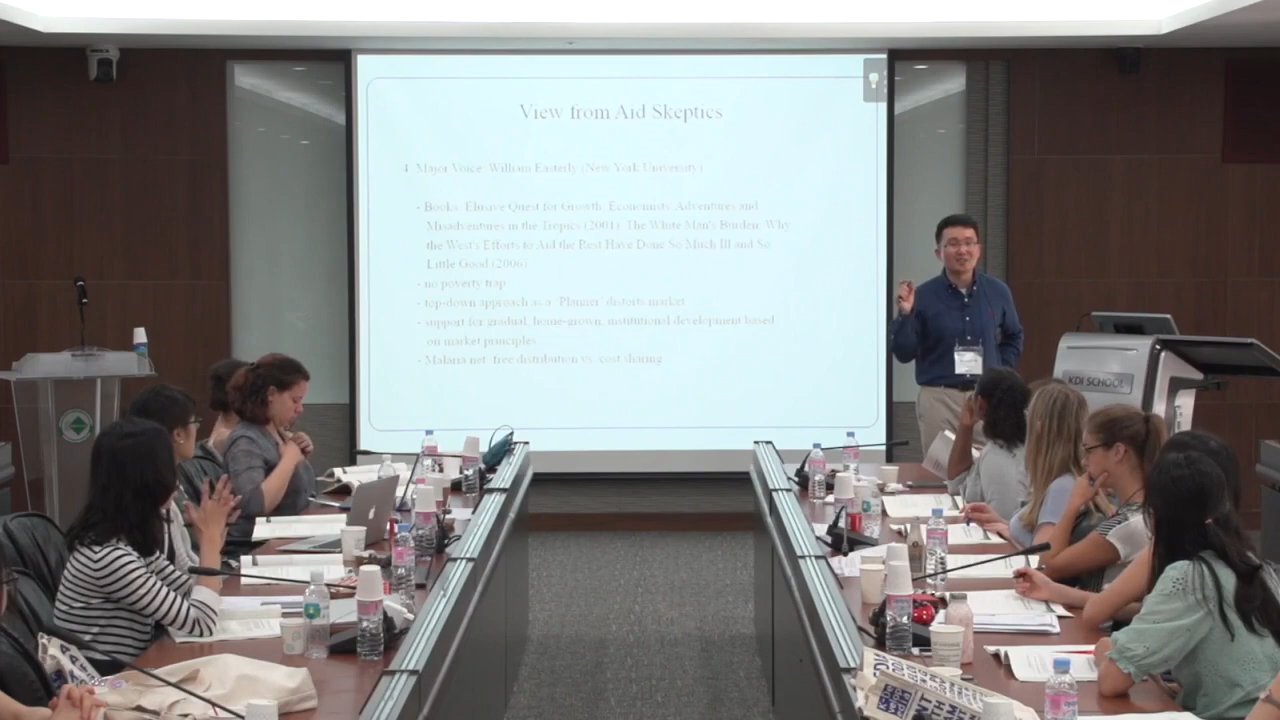 View from Aid Skeptics
4. Major Voice: William Easterly (New York University)
- Books: Elusive Quest for Growth: Economists' Adventures and
Misadventures in the Tropics (2001). The White Man's Burden: Why
the West's Efforts to Aid the Rest Have Done So Much Ill and So
Little Good (2006)
- no poverty trap
- top-down approach as a 'Planner' distorts market
- support for gradual, home-grown, institutional development based
on market principles
- Malaria net: free distribution vs. cost sharing
KDI SCHOOL